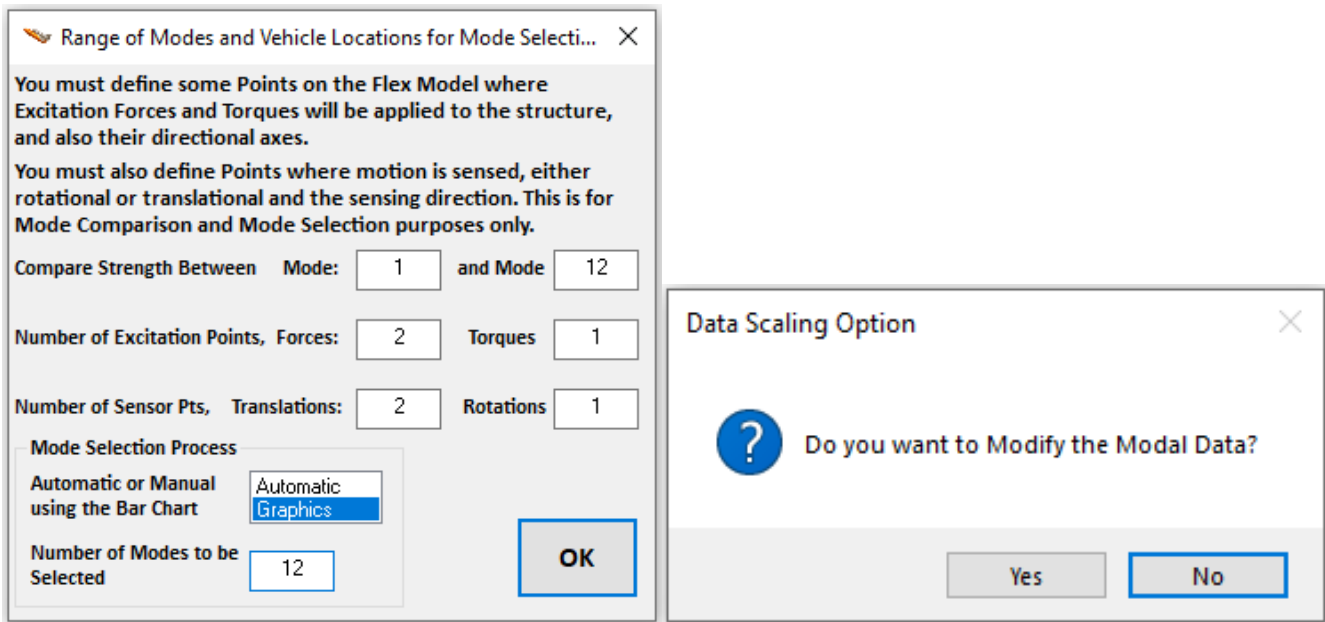 Range of Modes and Vehicle Locations for Mode Selecti...
You must define some Points on the Flex Model where
Excitation Forces and Torques will be applied to the structure,
and also their directional axes.
You must also define Points where motion is sensed, either
rotational or translational and the sensing direction. This is for
Mode Comparison and Mode Selection purposes only.
Compare Strength Between Mode: 1 and Mode 12
Number of Excitation Points, Forces: 2 Torques 1
Number of Sensor Pts, Translations: 2 Rotations 1
Mode Selection Process
Automatic or Manual
using the Bar Chart
Automatic
Graphics
Number of Modes to be
Selected
12
OK
Data Scaling Option
? Do you want to Modify the Modal Data?
Yes No